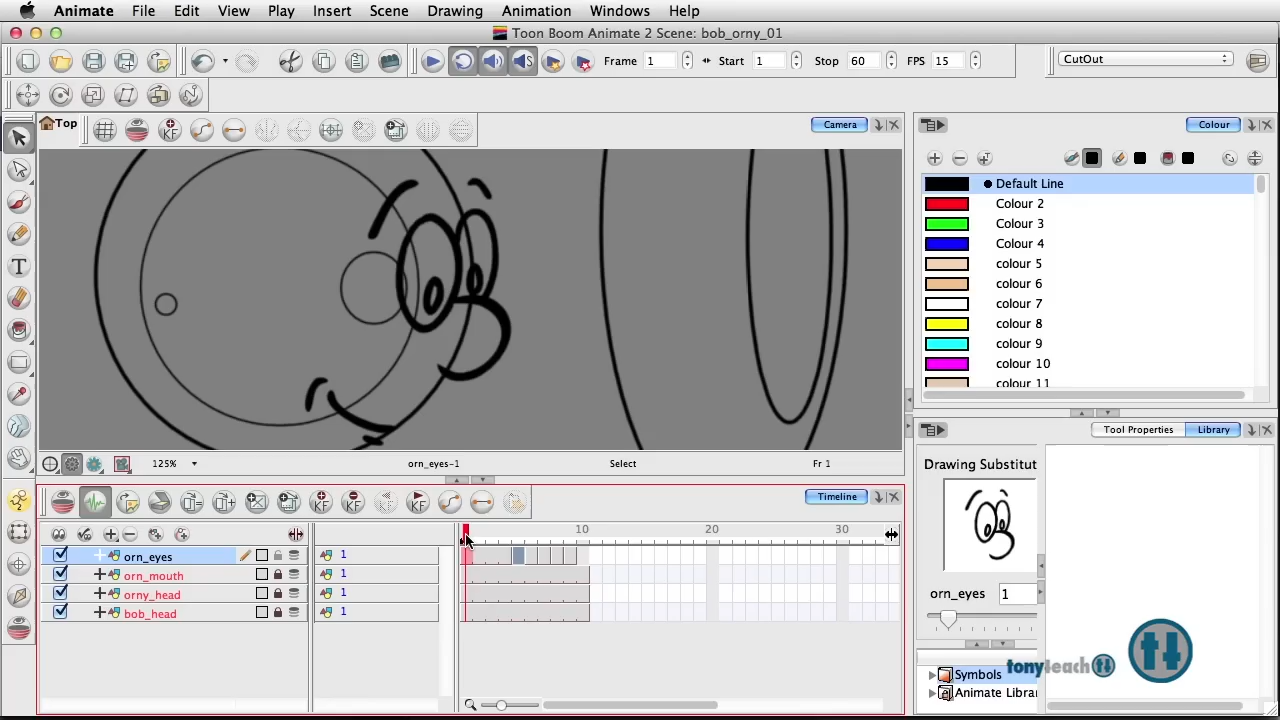 Animate File Edit View Play Insert Scene Drawing Animation Windows Help
Toon Boom Animate 2 Scene: bob_orny_01
Frame 1 Start 1 Stop 60 FPS 15 CutOut
Top Camera Colour
Default Line
Colour 2
Colour 3
Colour 4
colour 5
colour 6
colour 7
colour 8
colour 9
colour 10
colour 11
Tool Properties Library
125% orn_eyes-1 Select Fr 1
Drawing Substitut
Timeline
10 20 30
orn_eyes 1
orn_mouth 1
orny_head 1
bob_head 1
orn_eyes 1
Symbols
Animate Librar
tonyteach